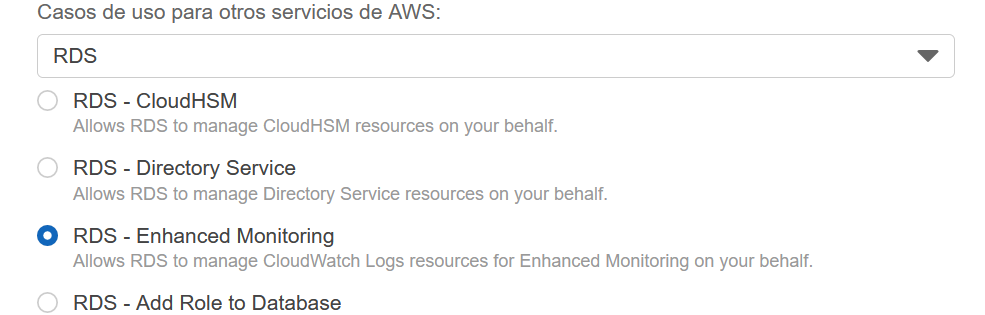 Casos de uso para otros servicios de AWS:
RDS
RDS - CloudHSM
Allows RDS to manage CloudHSM resources on your behalf.
RDS - Directory Service
Allows RDS to manage Directory Service resources on your behalf.
RDS - Enhanced Monitoring
Allows RDS to manage CloudWatch Logs resources for Enhanced Monitoring on your behalf.
RDS - Add Role to Database